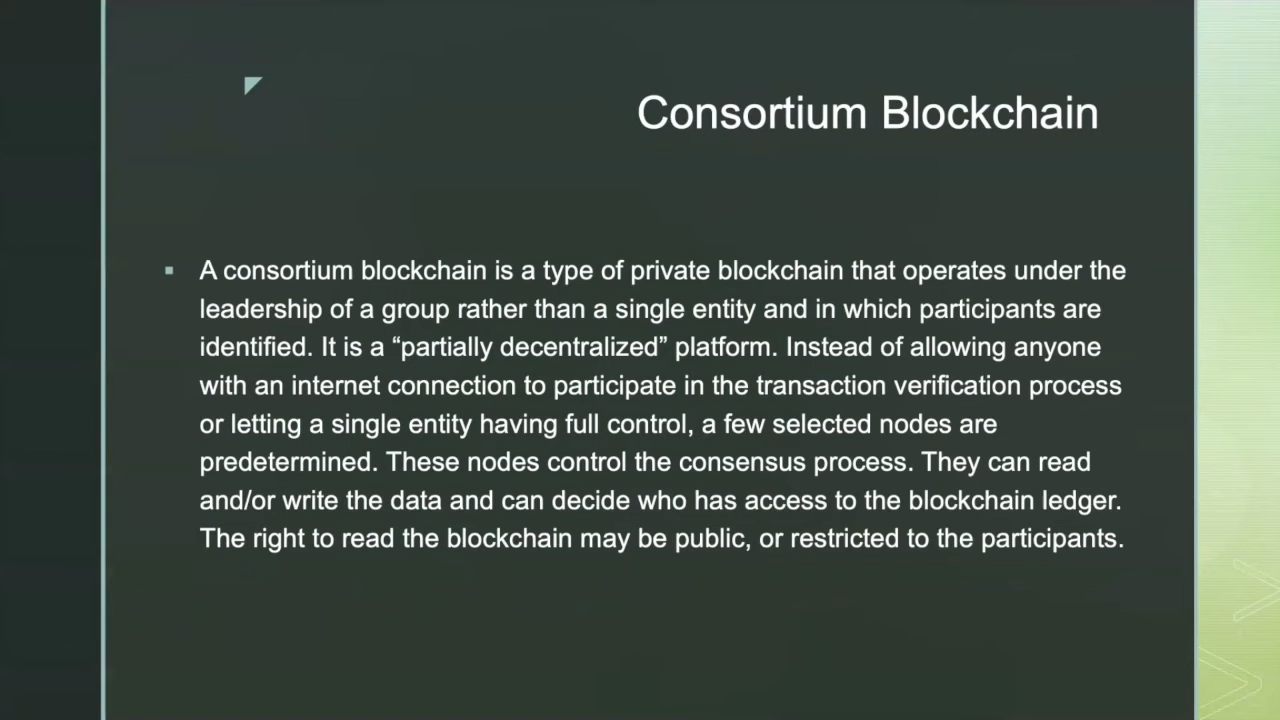 Consortium Blockchain
A consortium blockchain is a type of private blockchain that operates under the
leadership of a group rather than a single entity and in which participants are
identified. It is a “partially decentralized” platform. Instead of allowing anyone
with an internet connection to participate in the transaction verification process
or letting a single entity having full control, a few selected nodes are
predetermined. These nodes control the consensus process. They can read
and/or write the data and can decide who has access to the blockchain ledger.
The right to read the blockchain may be public, or restricted to the participants.